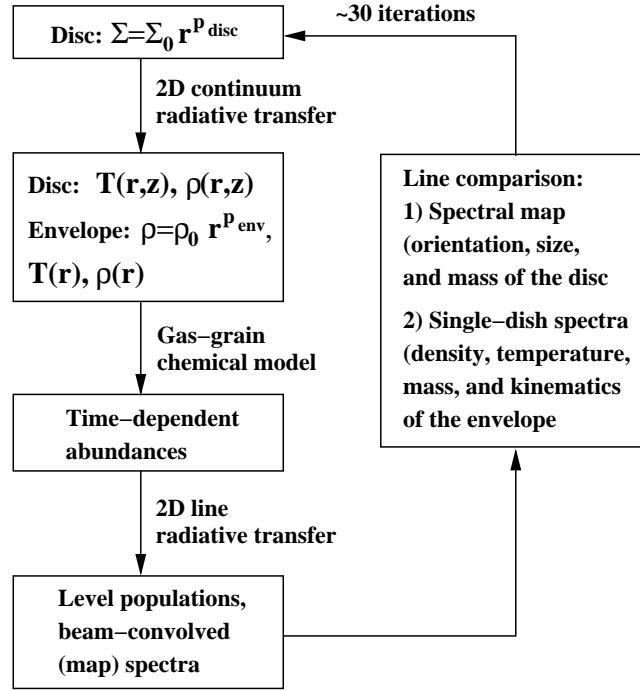 ~30 iterations
Disc: Σ=Σ₀ r^p disc
2D continuum
radiative transfer
Disc: T(r,z), ρ(r,z)
Envelope: ρ=ρ₀ r^p env,
T(r), ρ(r)
Gas−grain
chemical model
Time−dependent
abundances
2D line
radiative transfer
Level populations,
beam−convolved
(map) spectra
Line comparison:
1) Spectral map
(orientation, size,
and mass of the disc
2) Single−dish spectra
(density, temperature,
mass, and kinematics
of the envelope